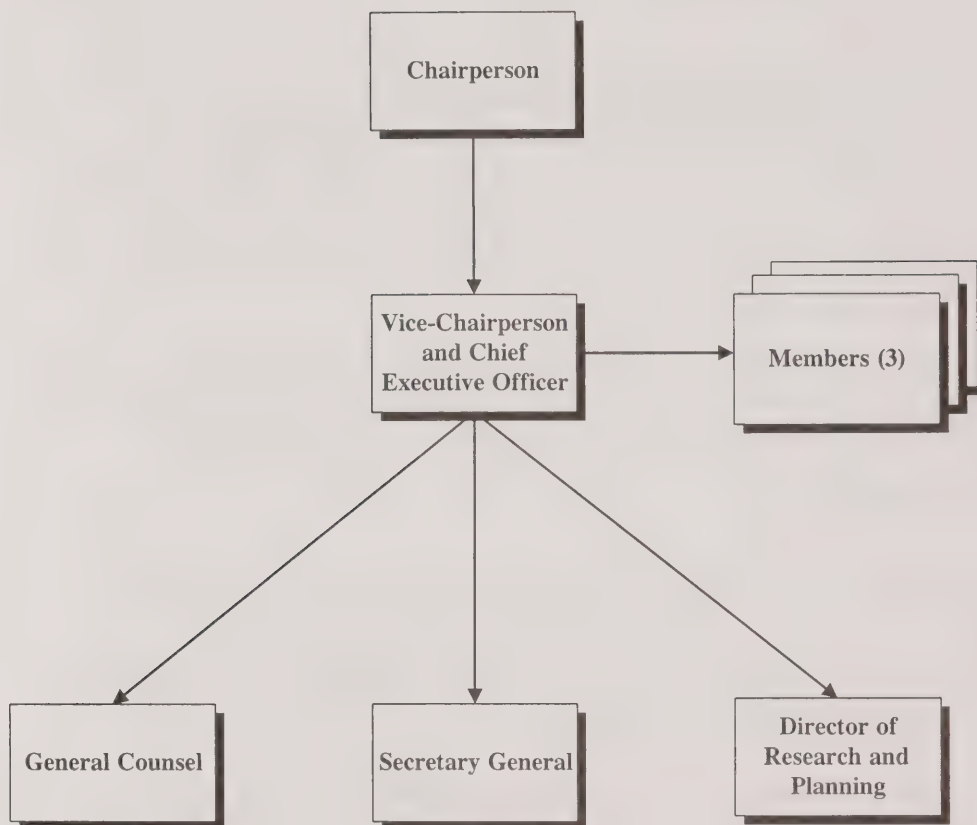 Chairperson
Vice-Chairperson
and Chief
Executive Officer
Members (3)
General Counsel
Secretary General
Director of
Research and
Planning